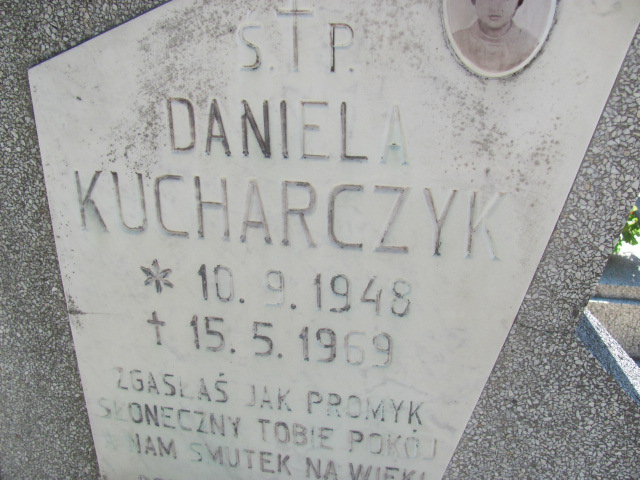 Ś. † P.
DANIELA
KUCHARCZYK
* 10. 9. 1948
† 15. 5. 1969
ZGASŁAŚ JAK PROMYK
SŁONECZNY TOBIE POKÓJ
NAM SMUTEK NA WIEKI